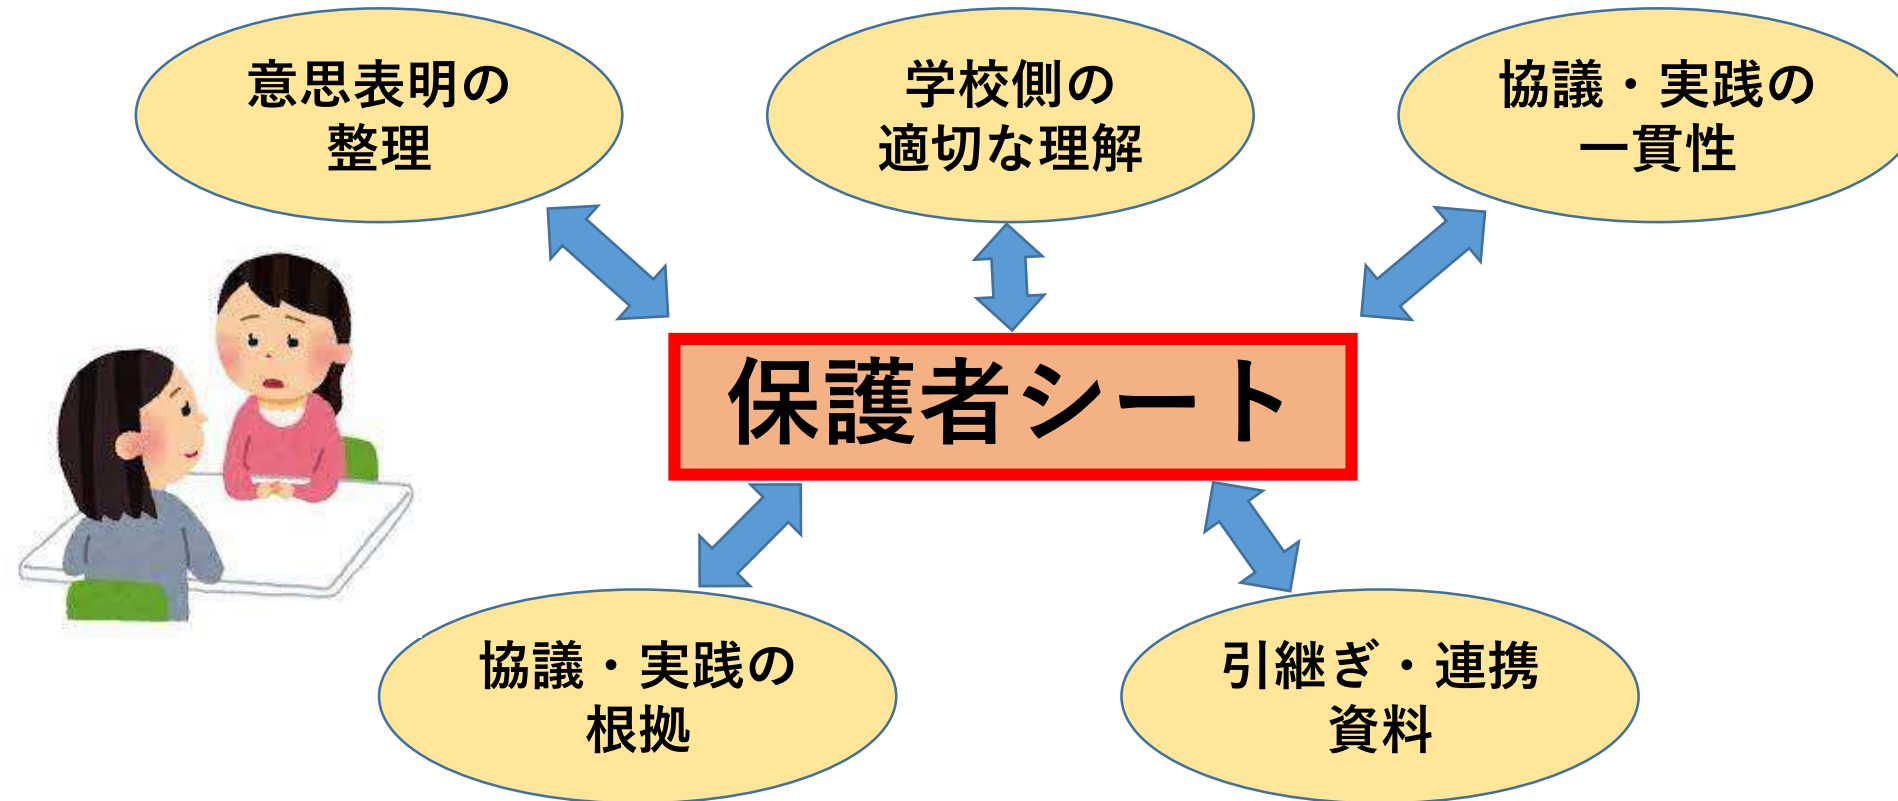 意思表明の
整理
学校側の
適切な理解
協議・実践の
一貫性
保護者シート
協議・実践の
根拠
引継ぎ・連携
資料